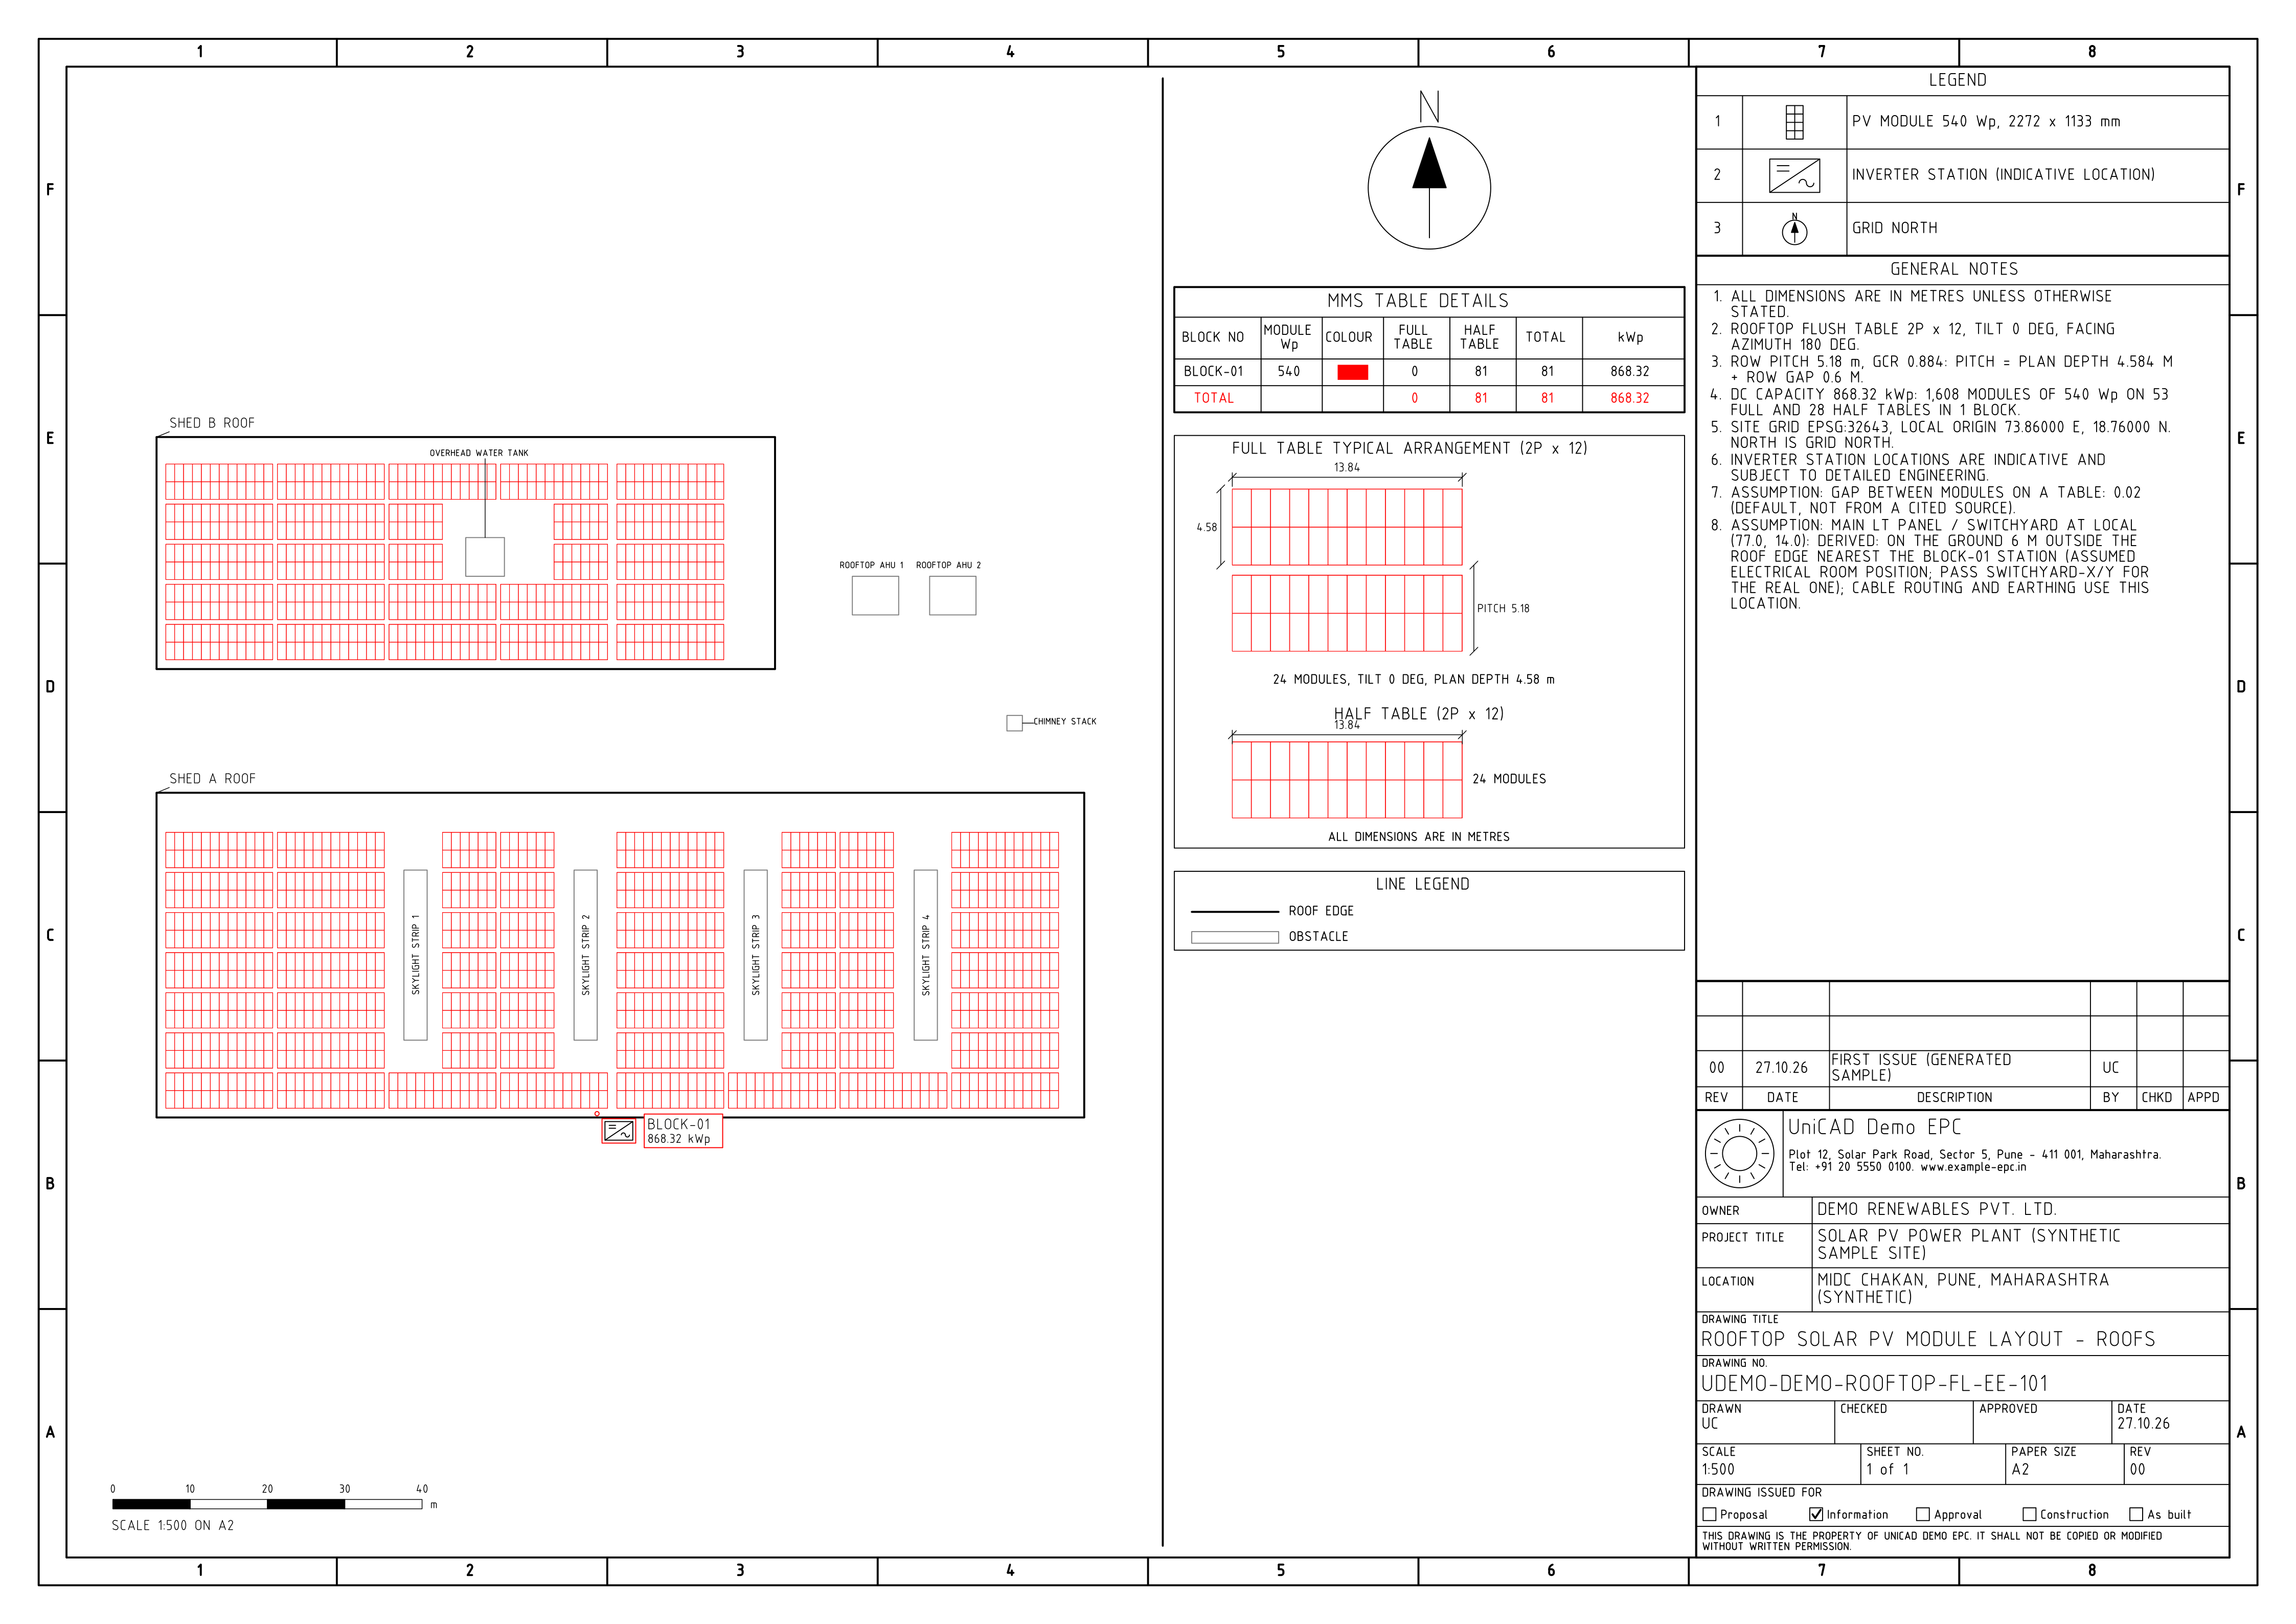 1 2 3 4 5 6 7 8
F
E
D
C
B
A
SHED B ROOF
OVERHEAD WATER TANK
ROOFTOP AHU 1
ROOFTOP AHU 2
CHIMNEY STACK
SHED A ROOF
SKYLIGHT STRIP 1
SKYLIGHT STRIP 2
SKYLIGHT STRIP 3
SKYLIGHT STRIP 4
BLOCK-01
868.32 kWp
0 10 20 30 40
m
SCALE 1:500 ON A2
N
MMS TABLE DETAILS
BLOCK NO MODULE Wp COLOUR FULL TABLE HALF TABLE TOTAL kWp
BLOCK-01 540 0 81 81 868.32
TOTAL 0 81 81 868.32
FULL TABLE TYPICAL ARRANGEMENT (2P x 12)
13.84
4.58
PITCH 5.18
24 MODULES, TILT 0 DEG, PLAN DEPTH 4.58 m
HALF TABLE (2P x 12)
13.84
24 MODULES
ALL DIMENSIONS ARE IN METRES
LINE LEGEND
ROOF EDGE
OBSTACLE
LEGEND
1 PV MODULE 540 Wp, 2272 x 1133 mm
2 INVERTER STATION (INDICATIVE LOCATION)
3 N GRID NORTH
GENERAL NOTES
1. ALL DIMENSIONS ARE IN METRES UNLESS OTHERWISE
STATED.
2. ROOFTOP FLUSH TABLE 2P x 12, TILT 0 DEG, FACING
AZIMUTH 180 DEG.
3. ROW PITCH 5.18 m, GCR 0.884: PITCH = PLAN DEPTH 4.584 M
+ ROW GAP 0.6 M.
4. DC CAPACITY 868.32 kWp: 1,608 MODULES OF 540 Wp ON 53
FULL AND 28 HALF TABLES IN 1 BLOCK.
5. SITE GRID EPSG:32643, LOCAL ORIGIN 73.86000 E, 18.76000 N.
NORTH IS GRID NORTH.
6. INVERTER STATION LOCATIONS ARE INDICATIVE AND
SUBJECT TO DETAILED ENGINEERING.
7. ASSUMPTION: GAP BETWEEN MODULES ON A TABLE: 0.02
(DEFAULT, NOT FROM A CITED SOURCE).
8. ASSUMPTION: MAIN LT PANEL / SWITCHYARD AT LOCAL
(77.0, 14.0): DERIVED: ON THE GROUND 6 M OUTSIDE THE
ROOF EDGE NEAREST THE BLOCK-01 STATION (ASSUMED
ELECTRICAL ROOM POSITION; PASS SWITCHYARD-X/Y FOR
THE REAL ONE); CABLE ROUTING AND EARTHING USE THIS
LOCATION.
00 27.10.26 FIRST ISSUE (GENERATED SAMPLE) UC
REV DATE DESCRIPTION BY CHKD APPD
UniCAD Demo EPC
Plot 12, Solar Park Road, Sector 5, Pune - 411 001, Maharashtra.
Tel: +91 20 5550 0100. www.example-epc.in
OWNER DEMO RENEWABLES PVT. LTD.
PROJECT TITLE SOLAR PV POWER PLANT (SYNTHETIC
SAMPLE SITE)
LOCATION MIDC CHAKAN, PUNE, MAHARASHTRA
(SYNTHETIC)
DRAWING TITLE
ROOFTOP SOLAR PV MODULE LAYOUT - ROOFS
DRAWING NO.
UDEMO-DEMO-ROOFTOP-FL-EE-101
DRAWN CHECKED APPROVED DATE
UC 27.10.26
SCALE SHEET NO. PAPER SIZE REV
1:500 1 of 1 A2 00
DRAWING ISSUED FOR
Proposal Information Approval Construction As built
THIS DRAWING IS THE PROPERTY OF UNICAD DEMO EPC. IT SHALL NOT BE COPIED OR MODIFIED
WITHOUT WRITTEN PERMISSION.
F
E
D
C
B
A
1 2 3 4 5 6 7 8